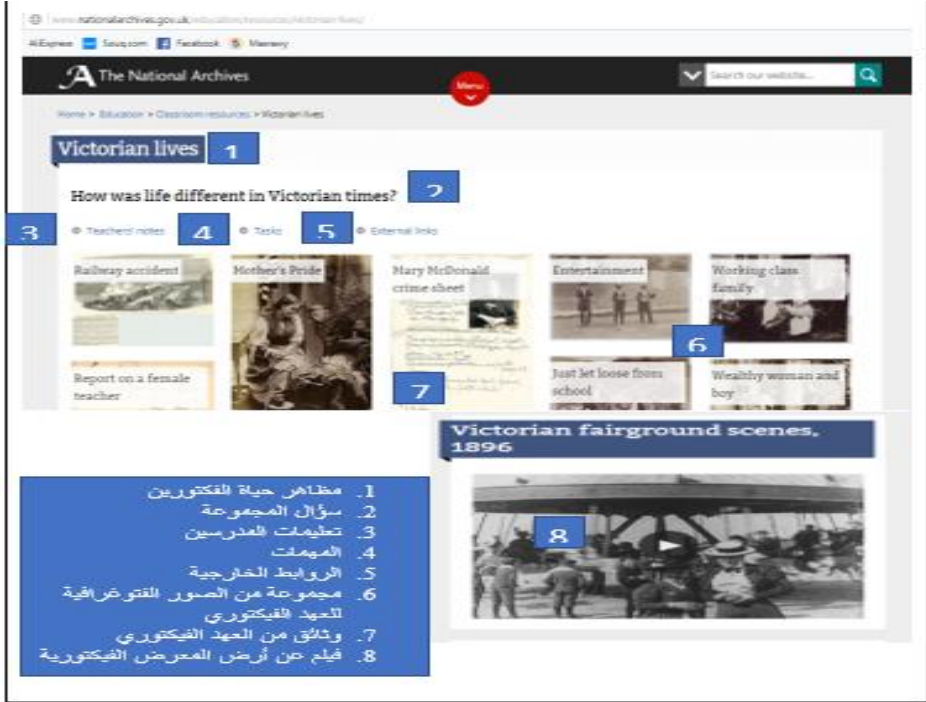 www.nationalarchives.gov.uk/education/resources/victorian-lives/
AliExpress Souq.com Facebook Maenawy
The National Archives
Menu
Search our website...
Home > Education > Classroom resources > Victorian lives
Victorian lives 1
How was life different in Victorian times? 2
3 Teachers' notes 4 Tasks 5 External links
Railway accident
Mother's Pride
Mary McDonald
crime sheet
Entertainment
Working class
family
6
Report on a female
teacher
7
Just let loose from
school
Wealthy woman and
boy
Victorian fairground scenes,
1896
8
1. مظاهر حياة الفكتورين
2. سؤال المجموعة
3. تعليمات المدرسين
4. المهمات
5. الروابط الخارجية
6. مجموعة من الصور الفتوغرافية
للعهد الفيكتوري
7. وثائق من العهد الفيكتوري
8. فيلم عن أرض المعرض الفيكتورية